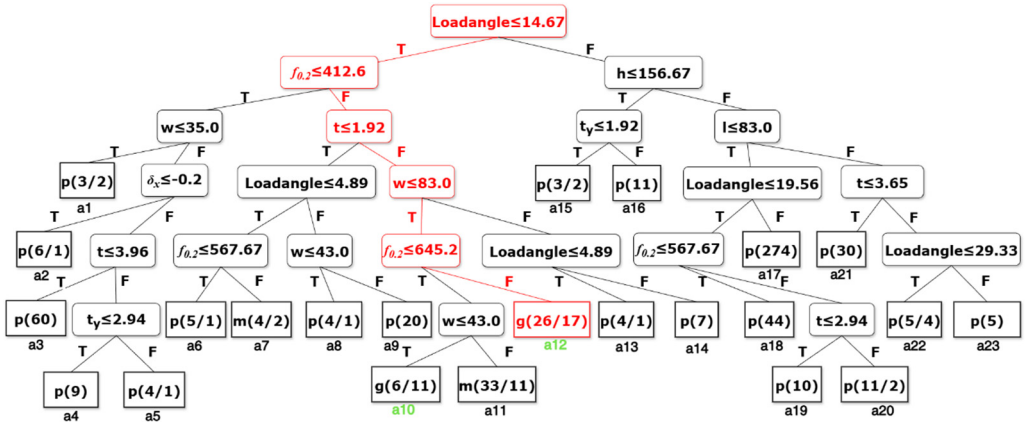 Loadangle≤14.67
T F
f0.2≤412.6 h≤156.67
T F T F
w≤35.0 t≤1.92 ty≤1.92 l≤83.0
T F T F T F T F
p(3/2) δx≤-0.2 Loadangle≤4.89 w≤83.0 p(3/2) p(11) Loadangle≤19.56 t≤3.65
a1 a15 a16
T F T F T F T F T F
p(6/1) t≤3.96 f0.2≤567.67 w≤43.0 f0.2≤645.2 Loadangle≤4.89 f0.2≤567.67 p(274) p(30) Loadangle≤29.33
a2 a17 a21
T F T F T F T F T F T F T F
p(60) ty≤2.94 p(5/1) m(4/2) p(4/1) p(20) w≤43.0 g(26/17) p(4/1) p(7) p(44) t≤2.94 p(5/4) p(5)
a3 a6 a7 a8 a9 a12 a13 a14 a18 a22 a23
T F T F T F
p(9) p(4/1) g(6/11) m(33/11) p(10) p(11/2)
a4 a5 a10 a11 a19 a20